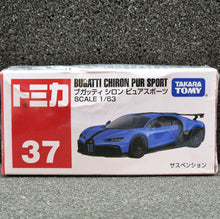 トミカ
BUGATTI CHIRON PUR SPORT
ブガッティ シロン ピュアスポーツ
SCALE 1/63
TAKARA
TOMY
37
サスペンション